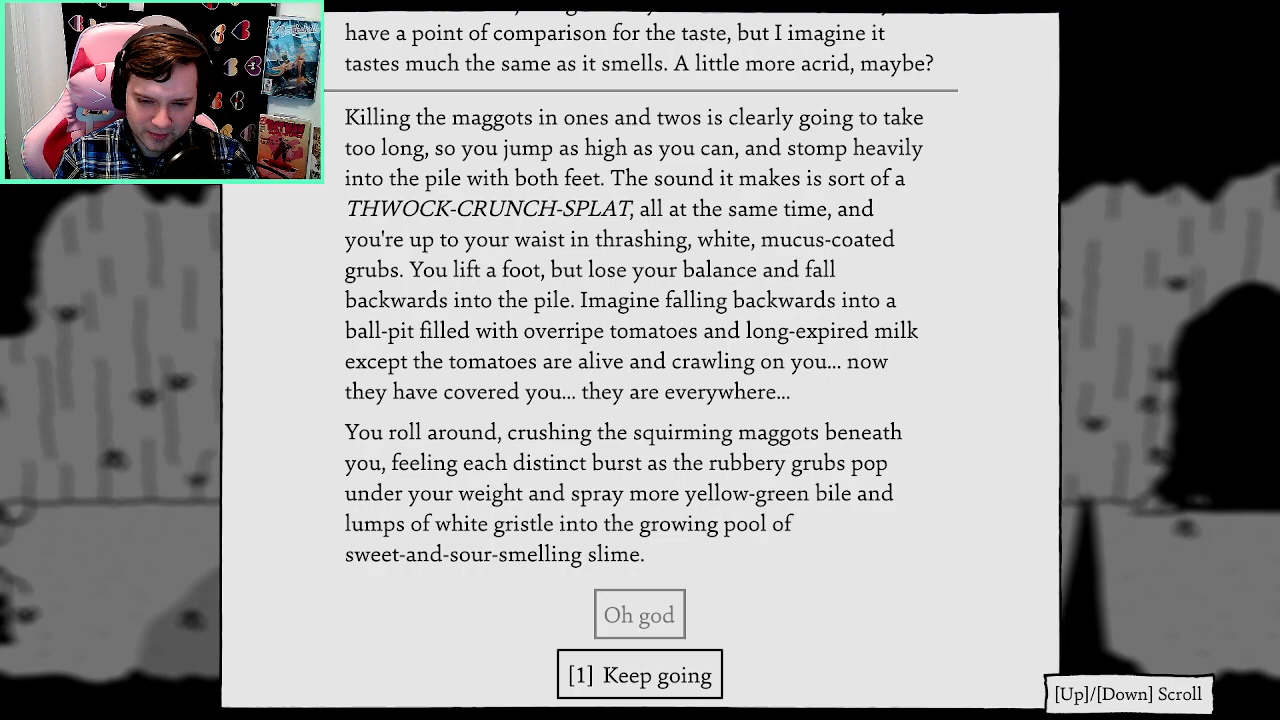 have a point of comparison for the taste, but I imagine it
tastes much the same as it smells. A little more acrid, maybe?
Killing the maggots in ones and twos is clearly going to take
too long, so you jump as high as you can, and stomp heavily
into the pile with both feet. The sound it makes is sort of a
THWOCK-CRUNCH-SPLAT, all at the same time, and
you're up to your waist in thrashing, white, mucus-coated
grubs. You lift a foot, but lose your balance and fall
backwards into the pile. Imagine falling backwards into a
ball-pit filled with overripe tomatoes and long-expired milk
except the tomatoes are alive and crawling on you... now
they have covered you... they are everywhere...
You roll around, crushing the squirming maggots beneath
you, feeling each distinct burst as the rubbery grubs pop
under your weight and spray more yellow-green bile and
lumps of white gristle into the growing pool of
sweet-and-sour-smelling slime.
Oh god
[1] Keep going
[Up]/[Down] Scroll